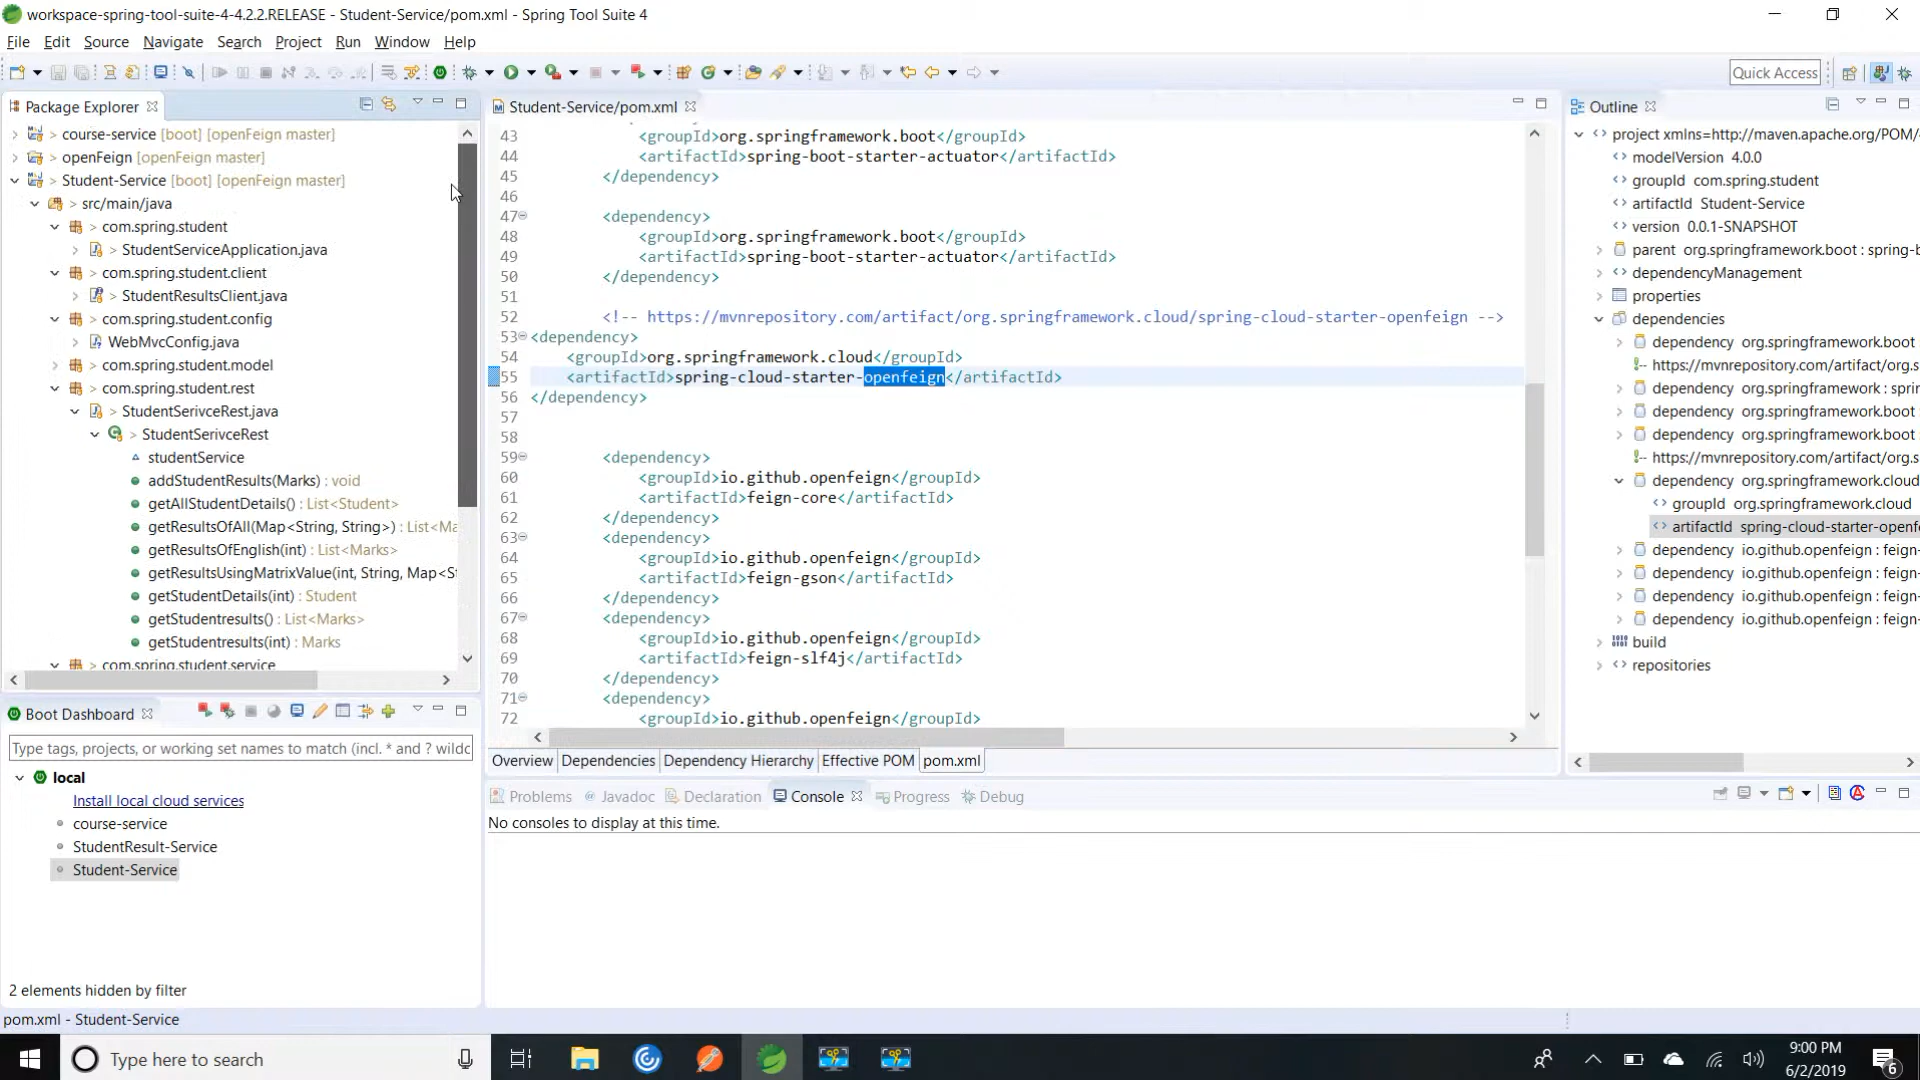 workspace-spring-tool-suite-4-4.2.2.RELEASE - Student-Service/pom.xml - Spring Tool Suite 4
File Edit Source Navigate Search Project Run Window Help
Quick Access
Package Explorer
course-service [boot] [openFeign master]
> openFeign [openFeign master]
> Student-Service [boot] [openFeign master]
> src/main/java
> com.spring.student
> StudentServiceApplication.java
> com.spring.student.client
> StudentResultsClient.java
> com.spring.student.config
WebMvcConfig.java
> com.spring.student.model
> com.spring.student.rest
> StudentSerivceRest.java
> StudentSerivceRest
studentService
addStudentResults(Marks) : void
getAllStudentDetails() : List<Student>
getResultsOfAll(Map<String, String>) : List<Ma
getResultsOfEnglish(int) : List<Marks>
getResultsUsingMatrixValue(int, String, Map<St
getStudentDetails(int) : Student
getStudentresults() : List<Marks>
getStudentresults(int) : Marks
> com.spring.student.service
Boot Dashboard
Type tags, projects, or working set names to match (incl. * and ? wildc
local
Install local cloud services
course-service
StudentResult-Service
Student-Service
2 elements hidden by filter
Student-Service/pom.xml
43 <groupId>org.springframework.boot</groupId>
44 <artifactId>spring-boot-starter-actuator</artifactId>
45 </dependency>
46
47 <dependency>
48 <groupId>org.springframework.boot</groupId>
49 <artifactId>spring-boot-starter-actuator</artifactId>
50 </dependency>
51
52 <!-- https://mvnrepository.com/artifact/org.springframework.cloud/spring-cloud-starter-openfeign -->
53 <dependency>
54 <groupId>org.springframework.cloud</groupId>
55 <artifactId>spring-cloud-starter-openfeign</artifactId>
56 </dependency>
57
58
59 <dependency>
60 <groupId>io.github.openfeign</groupId>
61 <artifactId>feign-core</artifactId>
62 </dependency>
63 <dependency>
64 <groupId>io.github.openfeign</groupId>
65 <artifactId>feign-gson</artifactId>
66 </dependency>
67 <dependency>
68 <groupId>io.github.openfeign</groupId>
69 <artifactId>feign-slf4j</artifactId>
70 </dependency>
71 <dependency>
72 <groupId>io.github.openfeign</groupId>
Overview Dependencies Dependency Hierarchy Effective POM pom.xml
Problems Javadoc Declaration Console Progress Debug
No consoles to display at this time.
Outline
project xmlns=http://maven.apache.org/POM/
modelVersion 4.0.0
groupId com.spring.student
artifactId Student-Service
version 0.0.1-SNAPSHOT
parent org.springframework.boot : spring-b
dependencyManagement
properties
dependencies
dependency org.springframework.boot
https://mvnrepository.com/artifact/org.s
dependency org.springframework : sprin
dependency org.springframework.boot
dependency org.springframework.boot
https://mvnrepository.com/artifact/org.s
dependency org.springframework.cloud
groupId org.springframework.cloud
artifactId spring-cloud-starter-openf
dependency io.github.openfeign : feign-
dependency io.github.openfeign : feign-
dependency io.github.openfeign : feign-
dependency io.github.openfeign : feign-
build
repositories
pom.xml - Student-Service
Type here to search
9:00 PM
6/2/2019
6